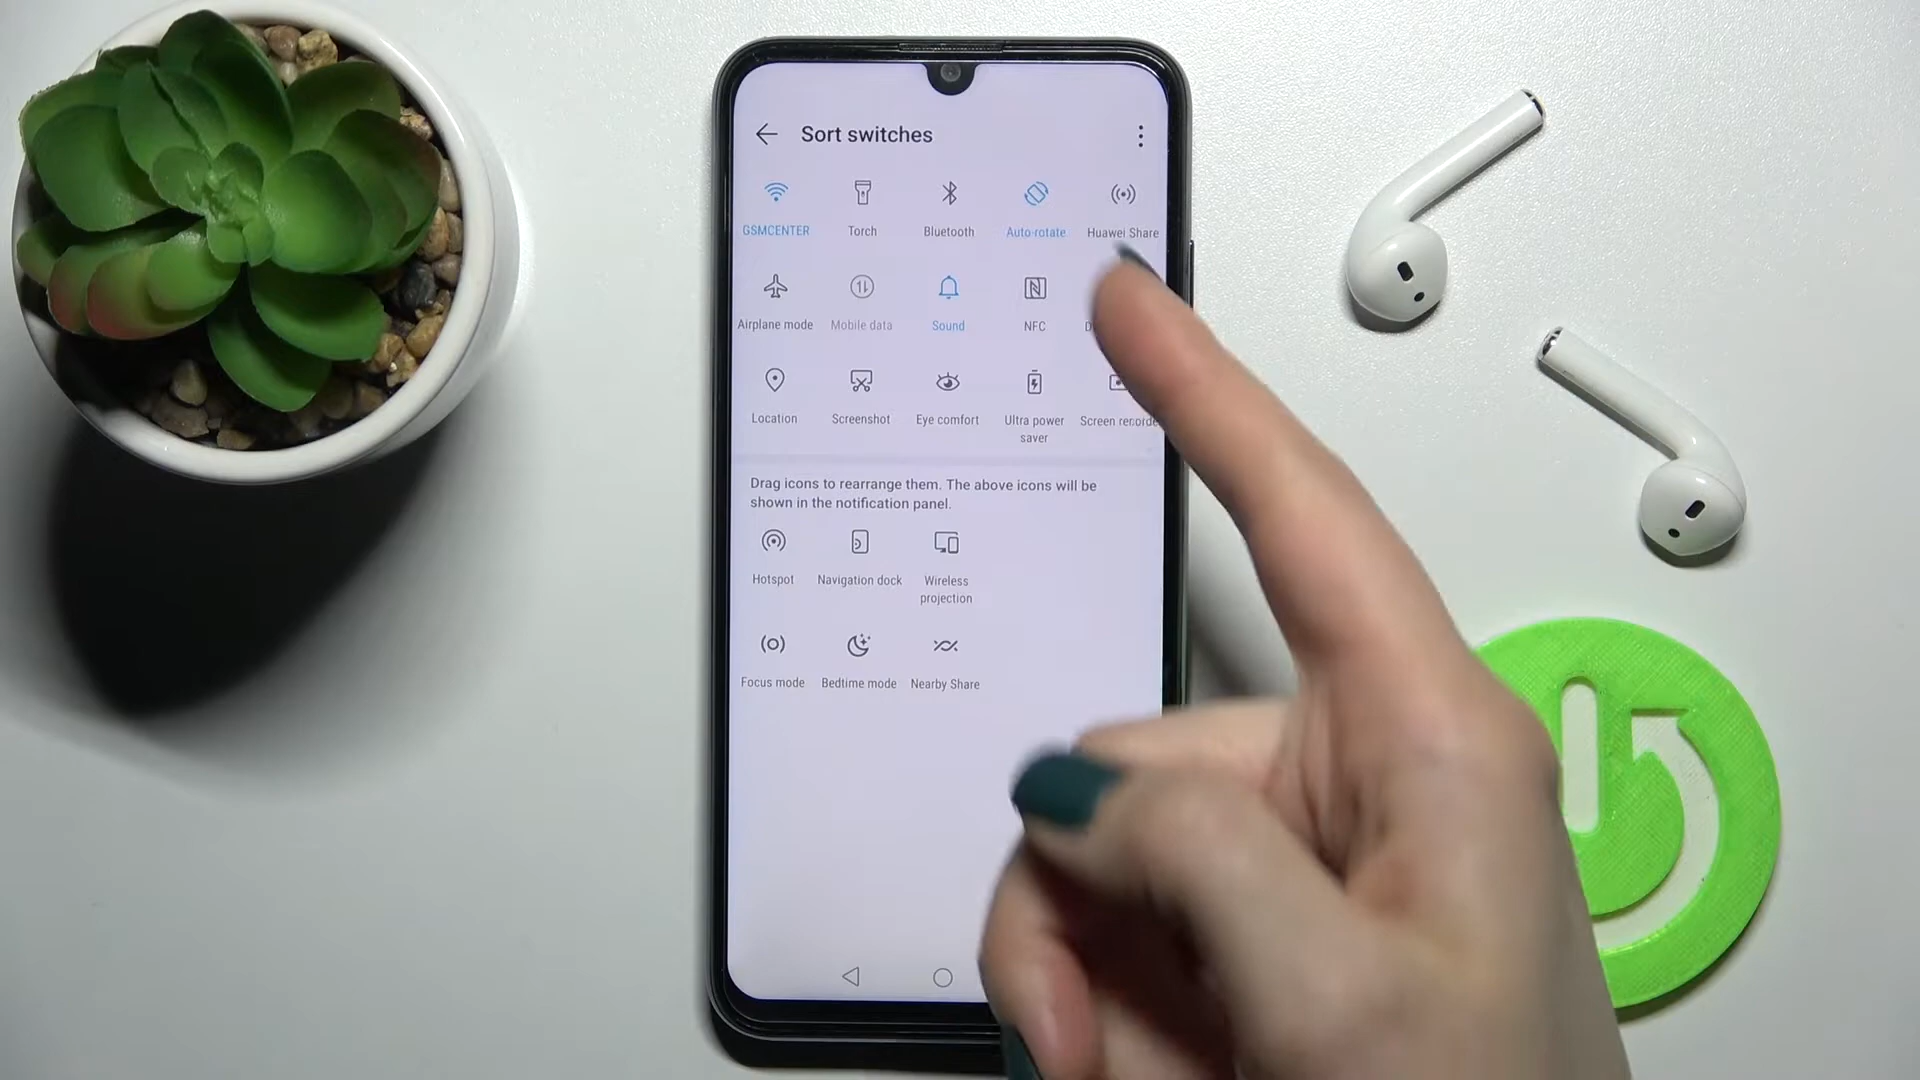 Sort switches
GSMCENTER Torch Bluetooth Auto-rotate Huawei Share
Airplane mode Mobile data Sound NFC
Location Screenshot Eye comfort Ultra power saver Screen
Drag icons to rearrange them. The above icons will be
shown in the notification panel.
Hotspot Navigation dock Wireless projection
Focus mode Bedtime mode Nearby Share